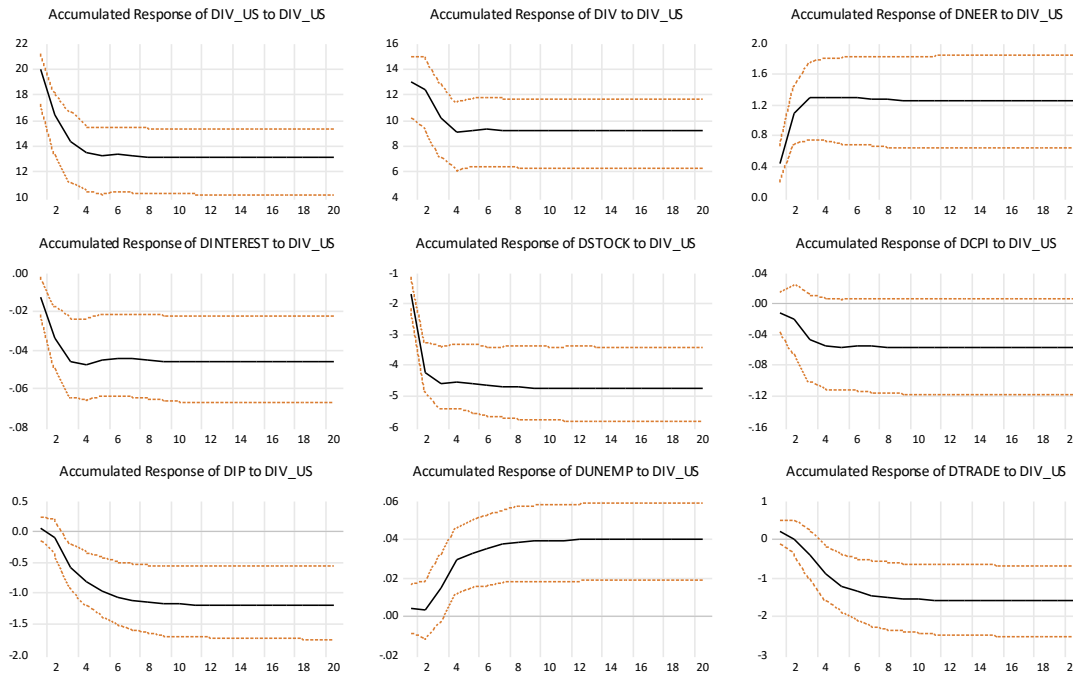 Accumulated Response of DIV_US to DIV_US
22
20
18
16
14
12
10
2 4 6 8 10 12 14 16 18 20
Accumulated Response of DIV to DIV_US
16
14
12
10
8
6
4
2 4 6 8 10 12 14 16 18 20
Accumulated Response of DNEER to DIV_US
2.0
1.6
1.2
0.8
0.4
0.0
2 4 6 8 10 12 14 16 18 2
Accumulated Response of DINTEREST to DIV_US
.00
-.02
-.04
-.06
-.08
2 4 6 8 10 12 14 16 18 20
Accumulated Response of DSTOCK to DIV_US
-1
-2
-3
-4
-5
-6
2 4 6 8 10 12 14 16 18 20
Accumulated Response of DCPI to DIV_US
.04
.00
-.04
-.08
-.12
-.16
2 4 6 8 10 12 14 16 18 2
Accumulated Response of DIP to DIV_US
0.5
0.0
-0.5
-1.0
-1.5
-2.0
2 4 6 8 10 12 14 16 18 20
Accumulated Response of DUNEMP to DIV_US
.06
.04
.02
.00
-.02
2 4 6 8 10 12 14 16 18 20
Accumulated Response of DTRADE to DIV_US
1
0
-1
-2
-3
2 4 6 8 10 12 14 16 18 2